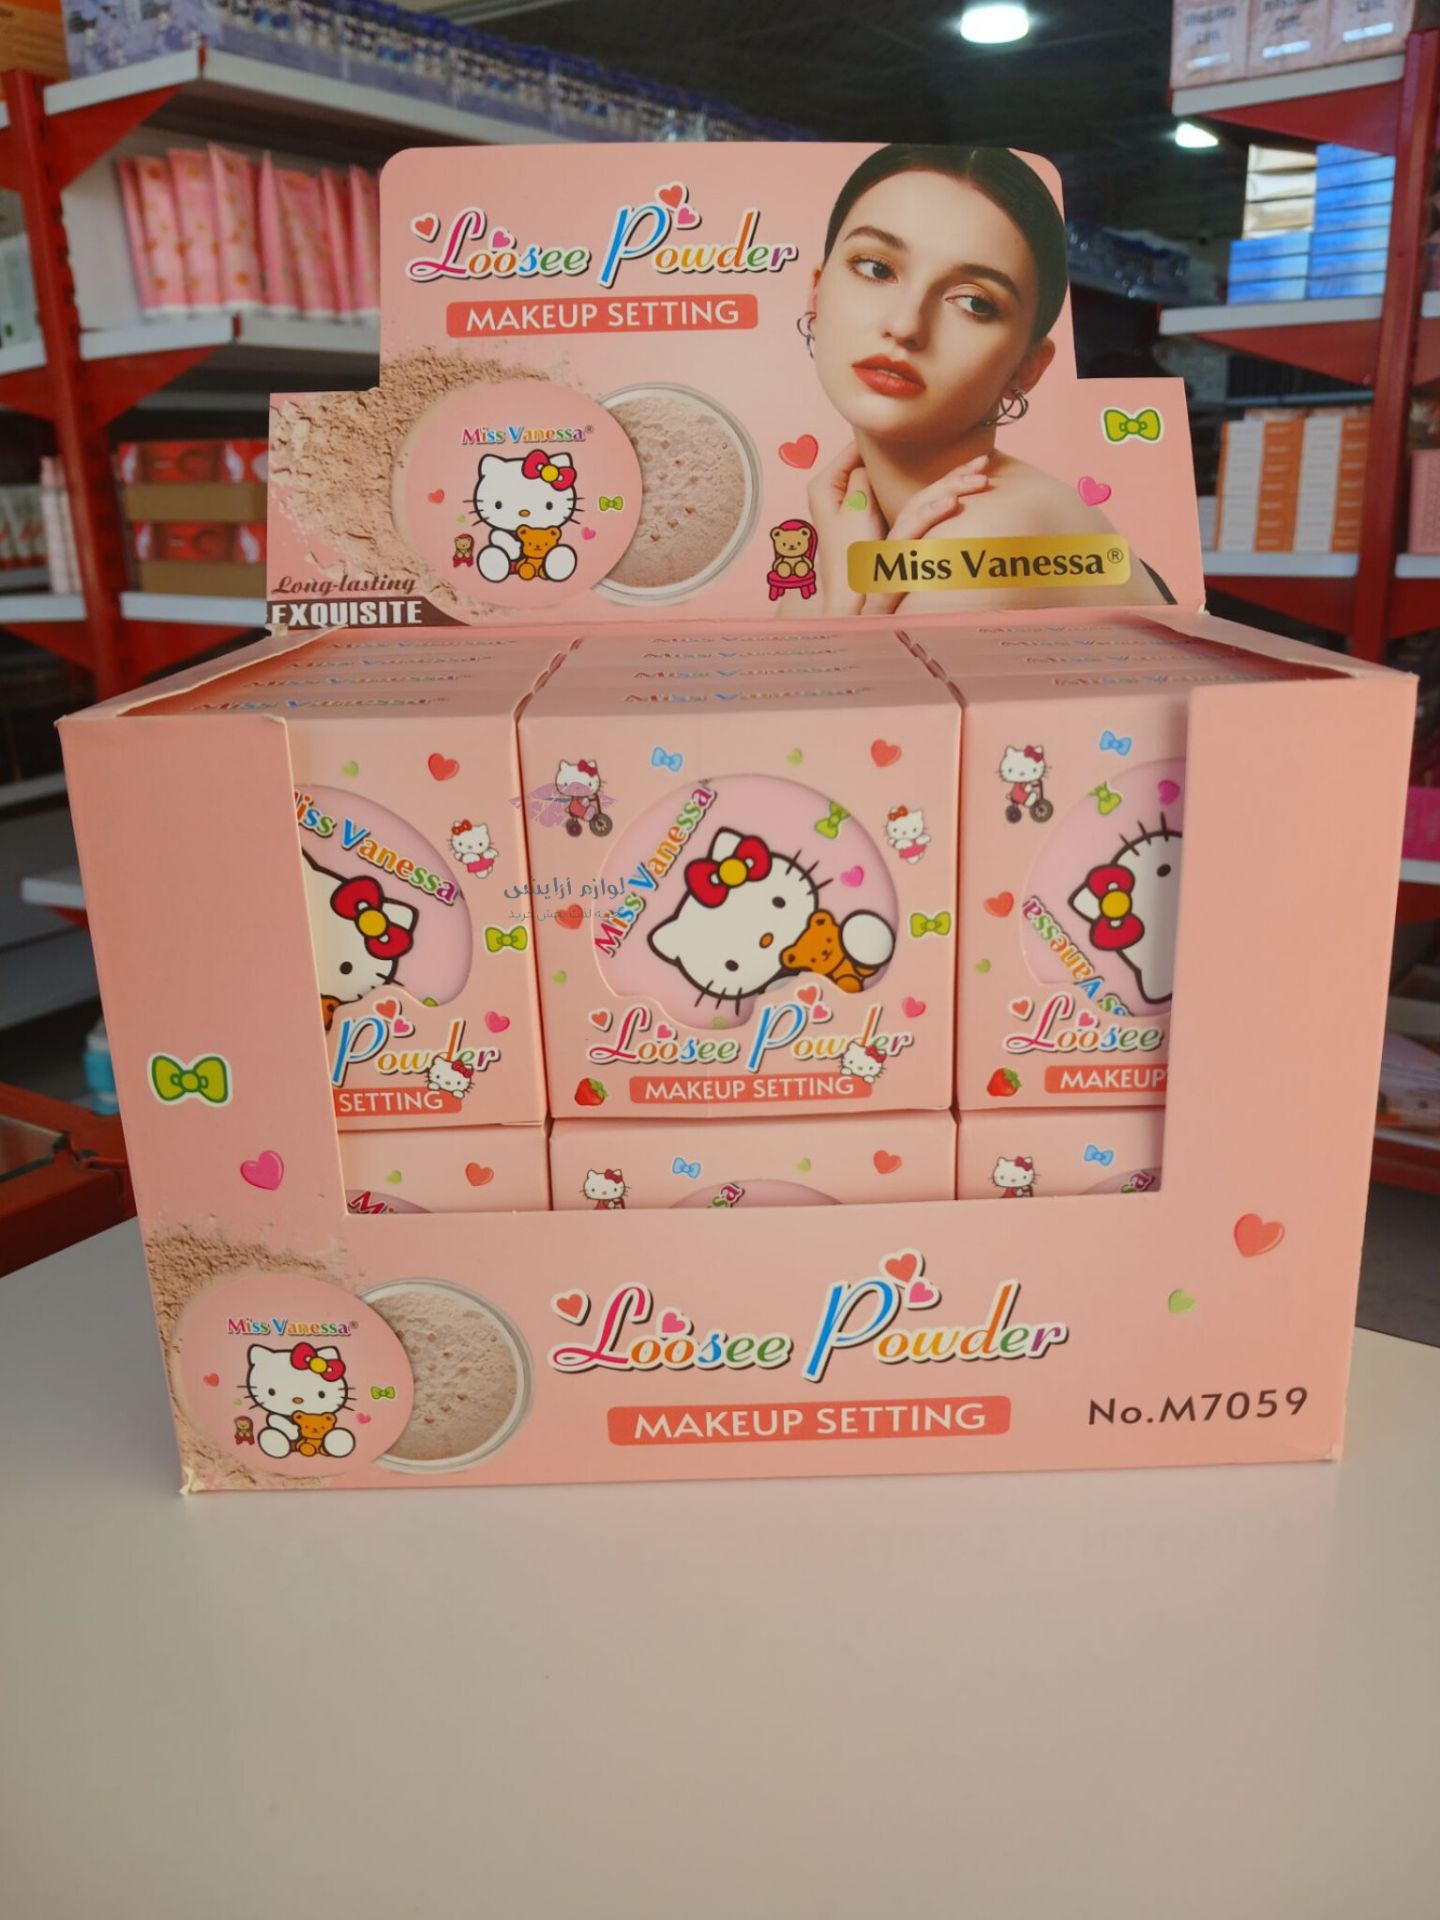 Loosee Powder
MAKEUP SETTING
Miss Vanessa®
Miss Vanessa®
Long-lasting
EXQUISITE
Miss Vanessa
Miss Vanessa
Vanessa
لوازم آرایشی
Powder
Loosee Powder
Loosee
SETTING
MAKEUP SETTING
MAKEUP
Miss Vanessa®
Loosee Powder
MAKEUP SETTING
No.M7059